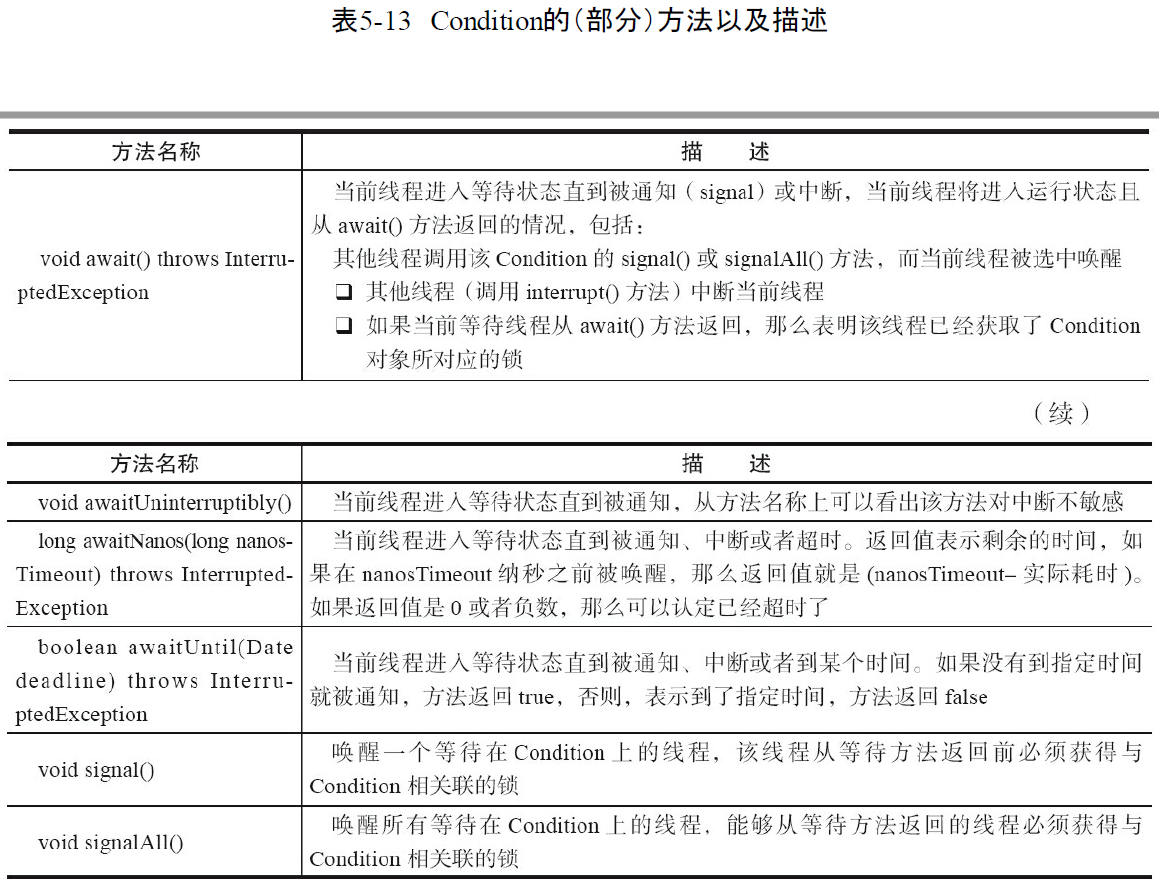 表5-13 Condition的(部分)方法以及描述
方法名称
描 述
void await() throws Interru-
ptedException
当前线程进入等待状态直到被通知（signal）或中断，当前线程将进入运行状态且
从 await() 方法返回的情况，包括：
其他线程调用该 Condition 的 signal() 或 signalAll() 方法，而当前线程被选中唤醒
❑ 其他线程（调用 interrupt() 方法）中断当前线程
❑ 如果当前等待线程从 await() 方法返回，那么表明该线程已经获取了 Condition
对象所对应的锁
（续）
方法名称
描 述
void awaitUninterruptibly()
当前线程进入等待状态直到被通知，从方法名称上可以看出该方法对中断不敏感
long awaitNanos(long nanos-
Timeout) throws Interrupted-
Exception
当前线程进入等待状态直到被通知、中断或者超时。返回值表示剩余的时间，如
果在 nanosTimeout 纳秒之前被唤醒，那么返回值就是 (nanosTimeout– 实际耗时 )。
如果返回值是 0 或者负数，那么可以认定已经超时了
boolean awaitUntil(Date
deadline) throws Interru-
ptedException
当前线程进入等待状态直到被通知、中断或者到某个时间。如果没有到指定时间
就被通知，方法返回 true，否则，表示到了指定时间，方法返回 false
void signal()
唤醒一个等待在 Condition 上的线程，该线程从等待方法返回前必须获得与
Condition 相关联的锁
void signalAll()
唤醒所有等待在 Condition 上的线程，能够从等待方法返回的线程必须获得与
Condition 相关联的锁